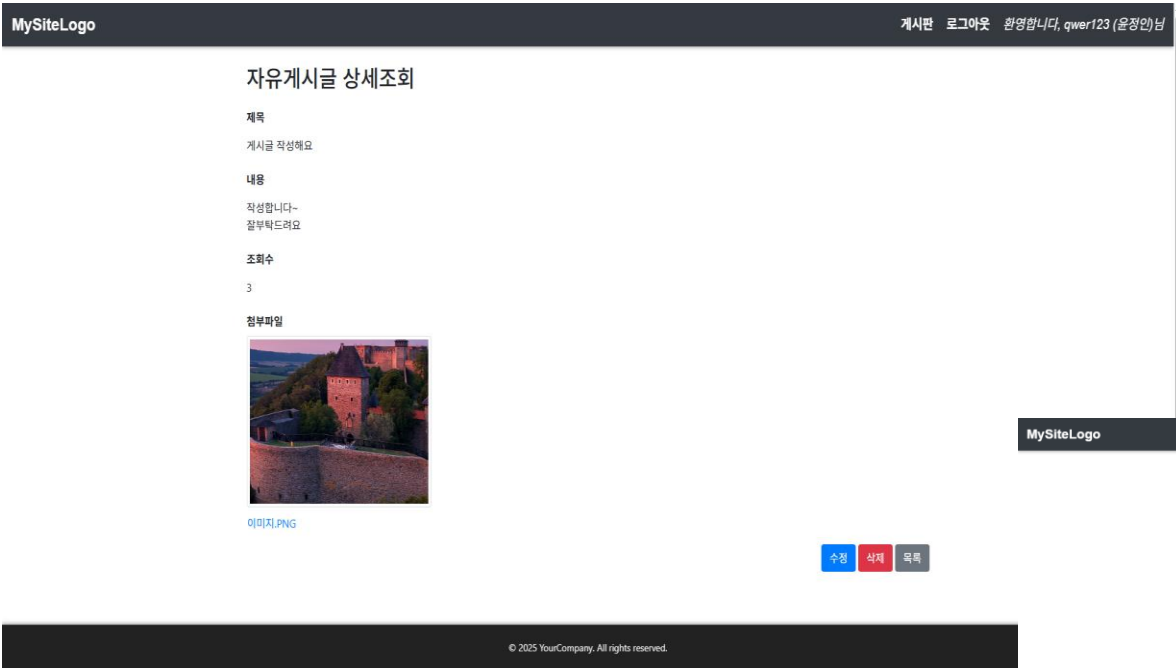 MySiteLogo
게시판 로그아웃 환영합니다, qwer123 (윤정인)님
자유게시글 상세조회
제목
게시글 작성해요
내용
작성합니다~
잘부탁드려요
조회수
3
첨부파일
이미지.PNG
MySiteLogo
수정 삭제 목록
© 2025 YourCompany. All rights reserved.